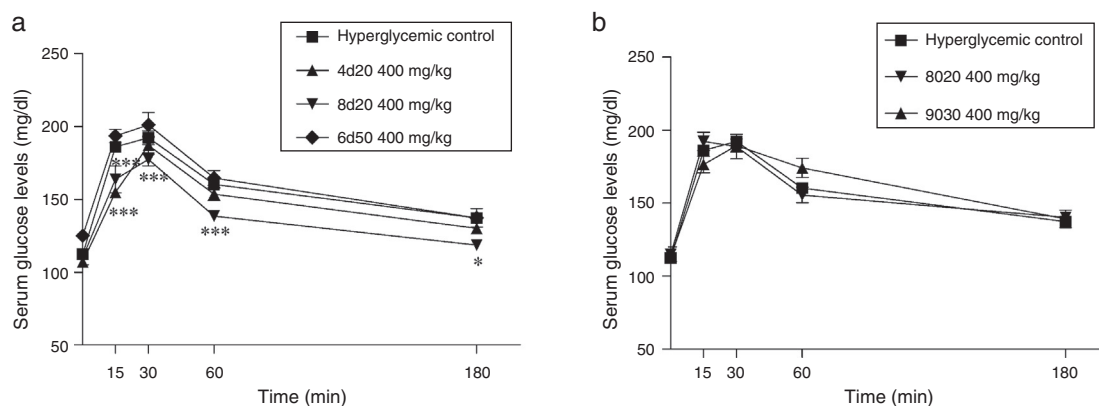 a
Hyperglycemic control
4d20 400 mg/kg
8d20 400 mg/kg
6d50 400 mg/kg
Serum glucose levels (mg/dl)
250
200
150
100
50
***
***
***
***
*
15 30 60 180
Time (min)
b
Hyperglycemic control
8020 400 mg/kg
9030 400 mg/kg
Serum glucose levels (mg/dl)
250
200
150
100
50
15 30 60 180
Time (min)